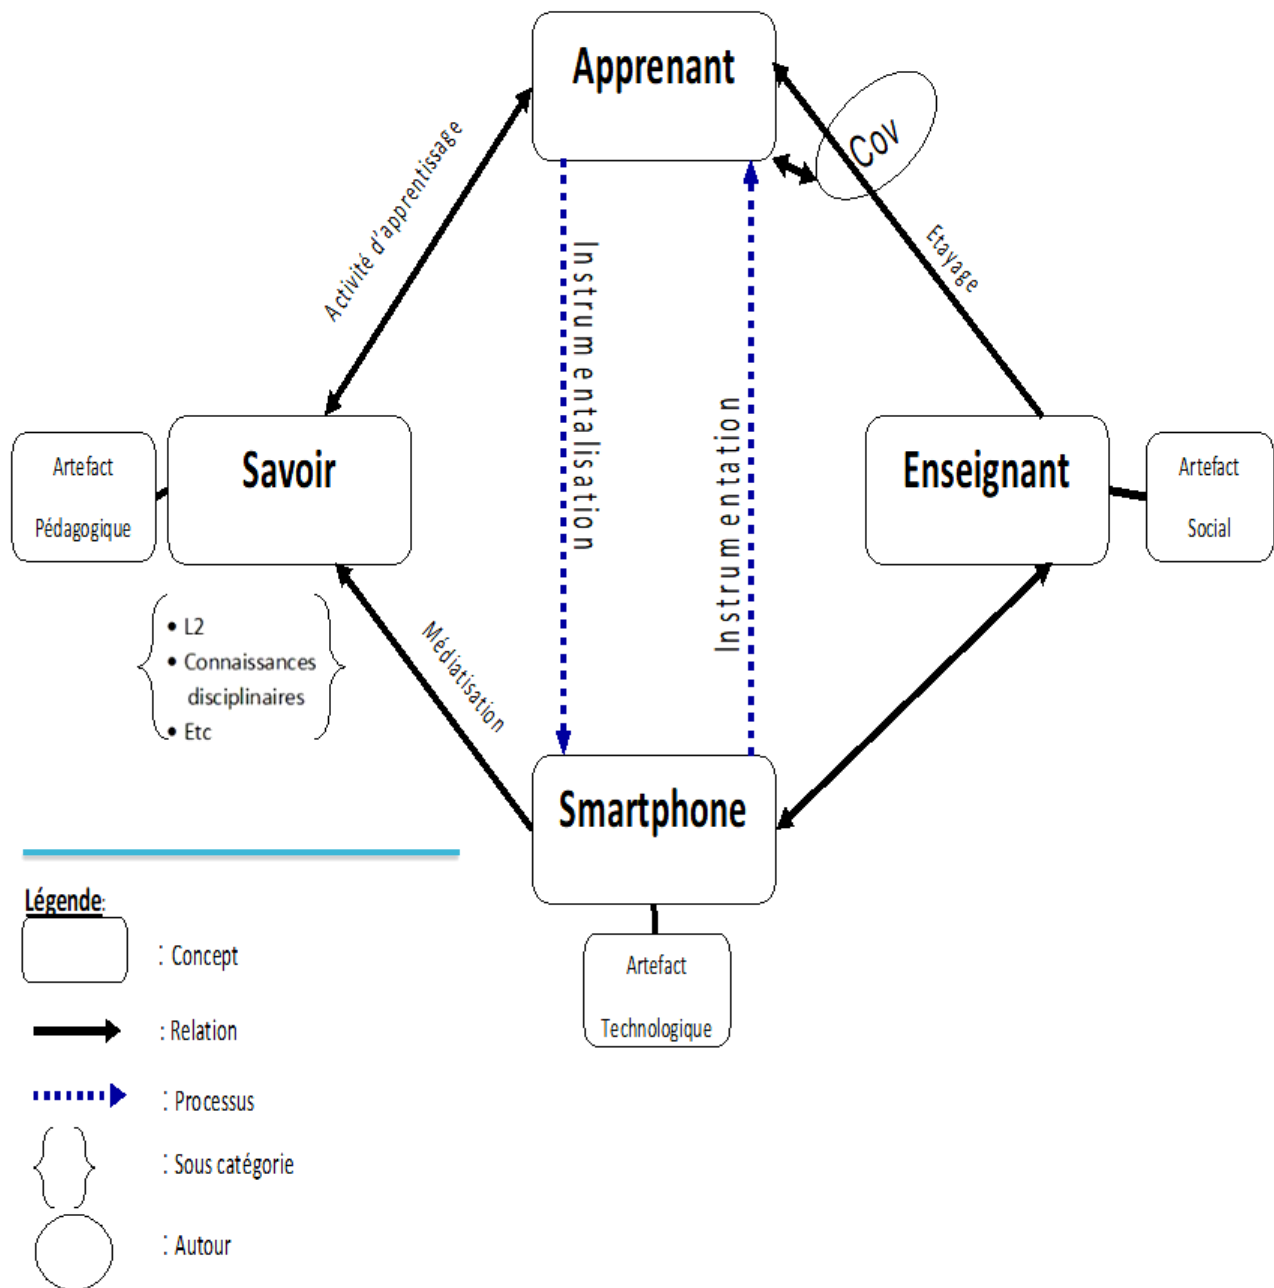 Apprenant
Cov
Activité d'apprentissage
Etayage
Instrumentalisation
Instrumentation
Artefact
Pédagogique
Savoir
Enseignant
Artefact
Social
• L2
• Connaissances
disciplinaires
• Etc
Médiatisation
Smartphone
Artefact
Technologique
Légende:
: Concept
: Relation
: Processus
: Sous catégorie
: Autour